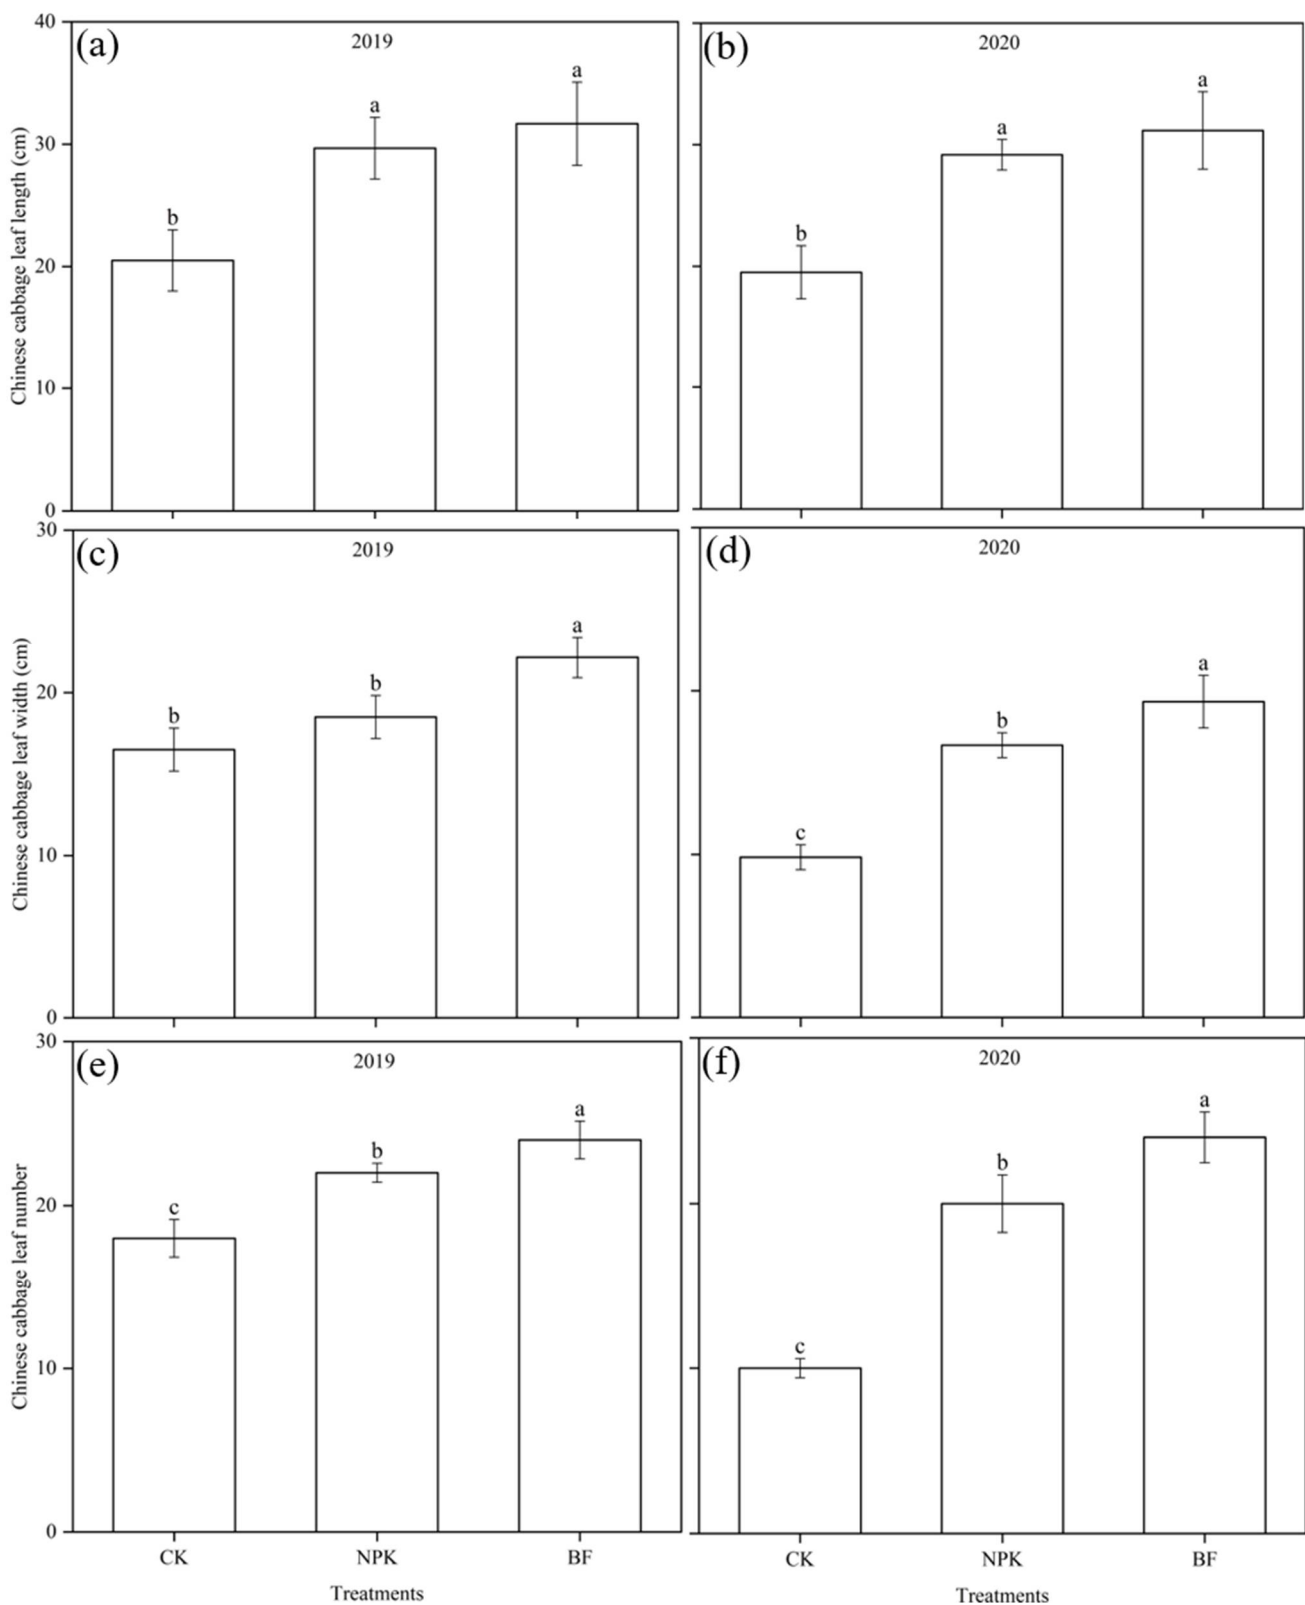 (a)
2019
Chinese cabbage leaf length (cm)
40
30
20
10
0
b
a
a
(b)
2020
b
a
a
(c)
2019
Chinese cabbage leaf width (cm)
30
20
10
0
b
b
a
(d)
2020
c
b
a
(e)
2019
Chinese cabbage leaf number
30
20
10
0
c
b
a
CK NPK BF
Treatments
(f)
2020
c
b
a
CK NPK BF
Treatments